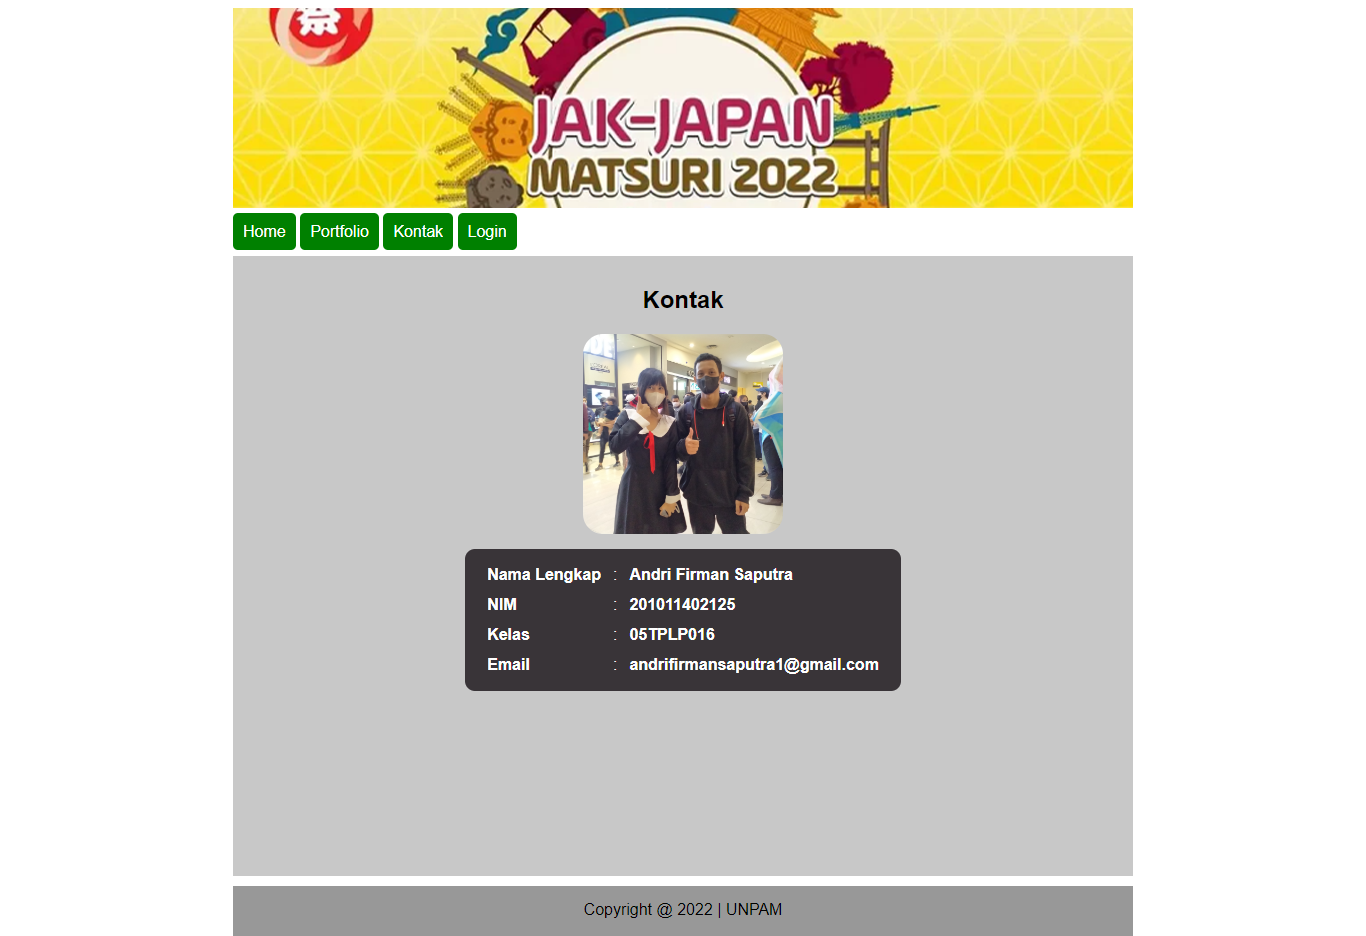 祭
JAK-JAPAN
MATSURI 2022
Home Portfolio Kontak Login
Kontak
Nama Lengkap : Andri Firman Saputra
NIM : 201011402125
Kelas : 05TPLP016
Email : andrifirmansaputra1@gmail.com
Copyright @ 2022 | UNPAM